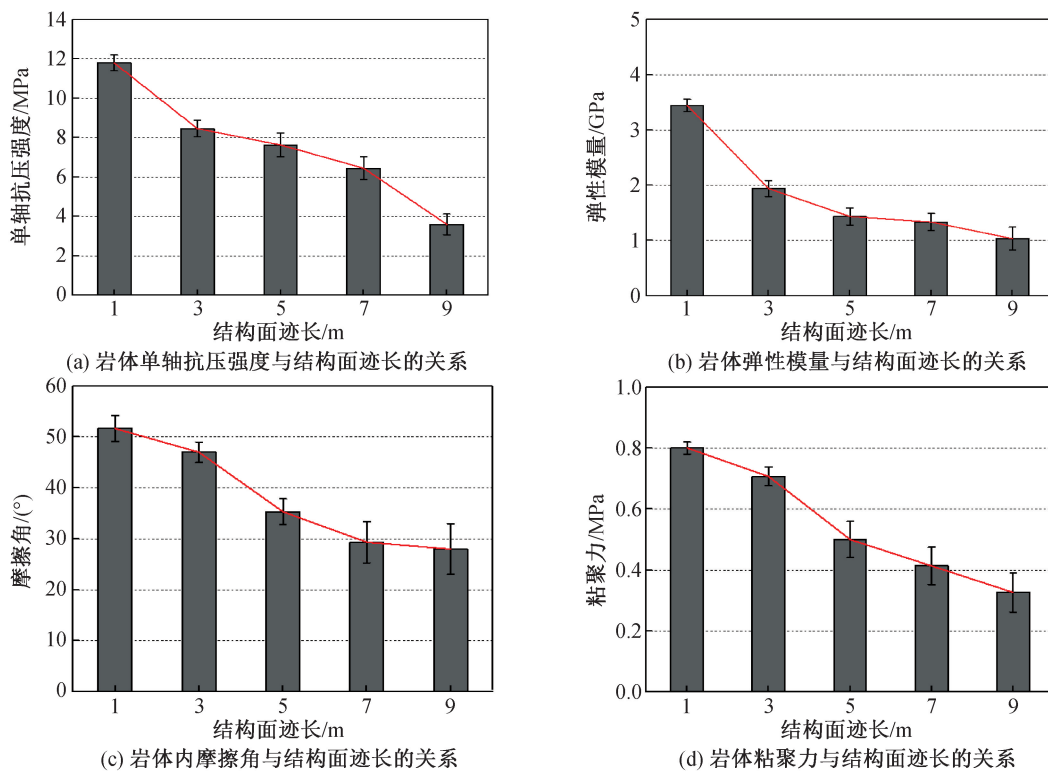 14
12
10
8
6
4
2
0
单轴抗压强度/MPa
1 3 5 7 9
结构面迹长/m
(a) 岩体单轴抗压强度与结构面迹长的关系
5
4
3
2
1
0
弹性模量/GPa
1 3 5 7 9
结构面迹长/m
(b) 岩体弹性模量与结构面迹长的关系
60
50
40
30
20
10
0
摩擦角/(°)
1 3 5 7 9
结构面迹长/m
(c) 岩体内摩擦角与结构面迹长的关系
1.0
0.8
0.6
0.4
0.2
0.0
粘聚力/MPa
1 3 5 7 9
结构面迹长/m
(d) 岩体粘聚力与结构面迹长的关系